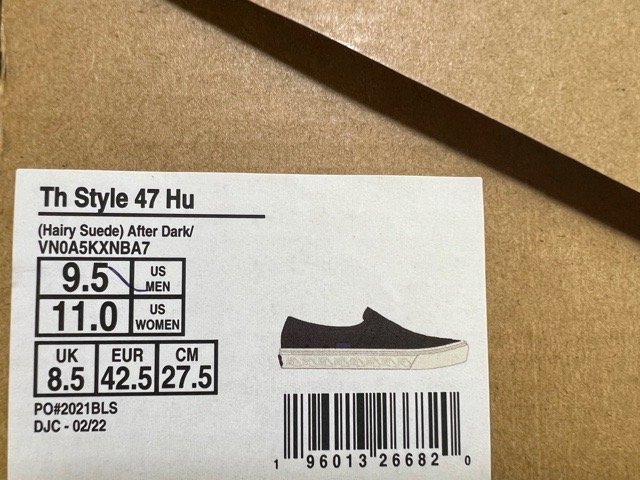 Th Style 47 Hu
(Hairy Suede) After Dark/
VN0A5KXNBA7
9.5 US MEN
11.0 US WOMEN
UK EUR CM
8.5 42.5 27.5
PO#2021BLS
DJC - 02/22
1 96013 26682 0